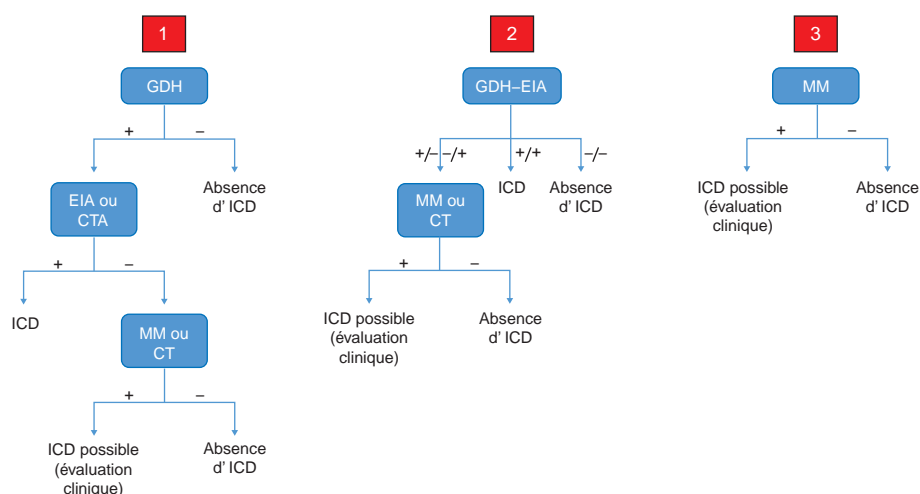 1
GDH
+
–
EIA ou
CTA
Absence
d' ICD
+
–
ICD
MM ou
CT
+
–
ICD possible
(évaluation
clinique)
Absence
d' ICD
2
GDH–EIA
+/– –/+
+/+
–/–
MM ou
CT
ICD
Absence
d' ICD
+
–
ICD possible
(évaluation
clinique)
Absence
d' ICD
3
MM
+
–
ICD possible
(évaluation
clinique)
Absence
d' ICD